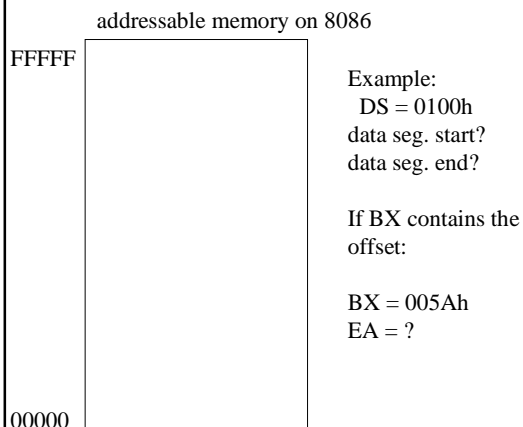 addressable memory on 8086
FFFFF
Example:
DS = 0100h
data seg. start?
data seg. end?
If BX contains the
offset:
BX = 005Ah
EA = ?
00000